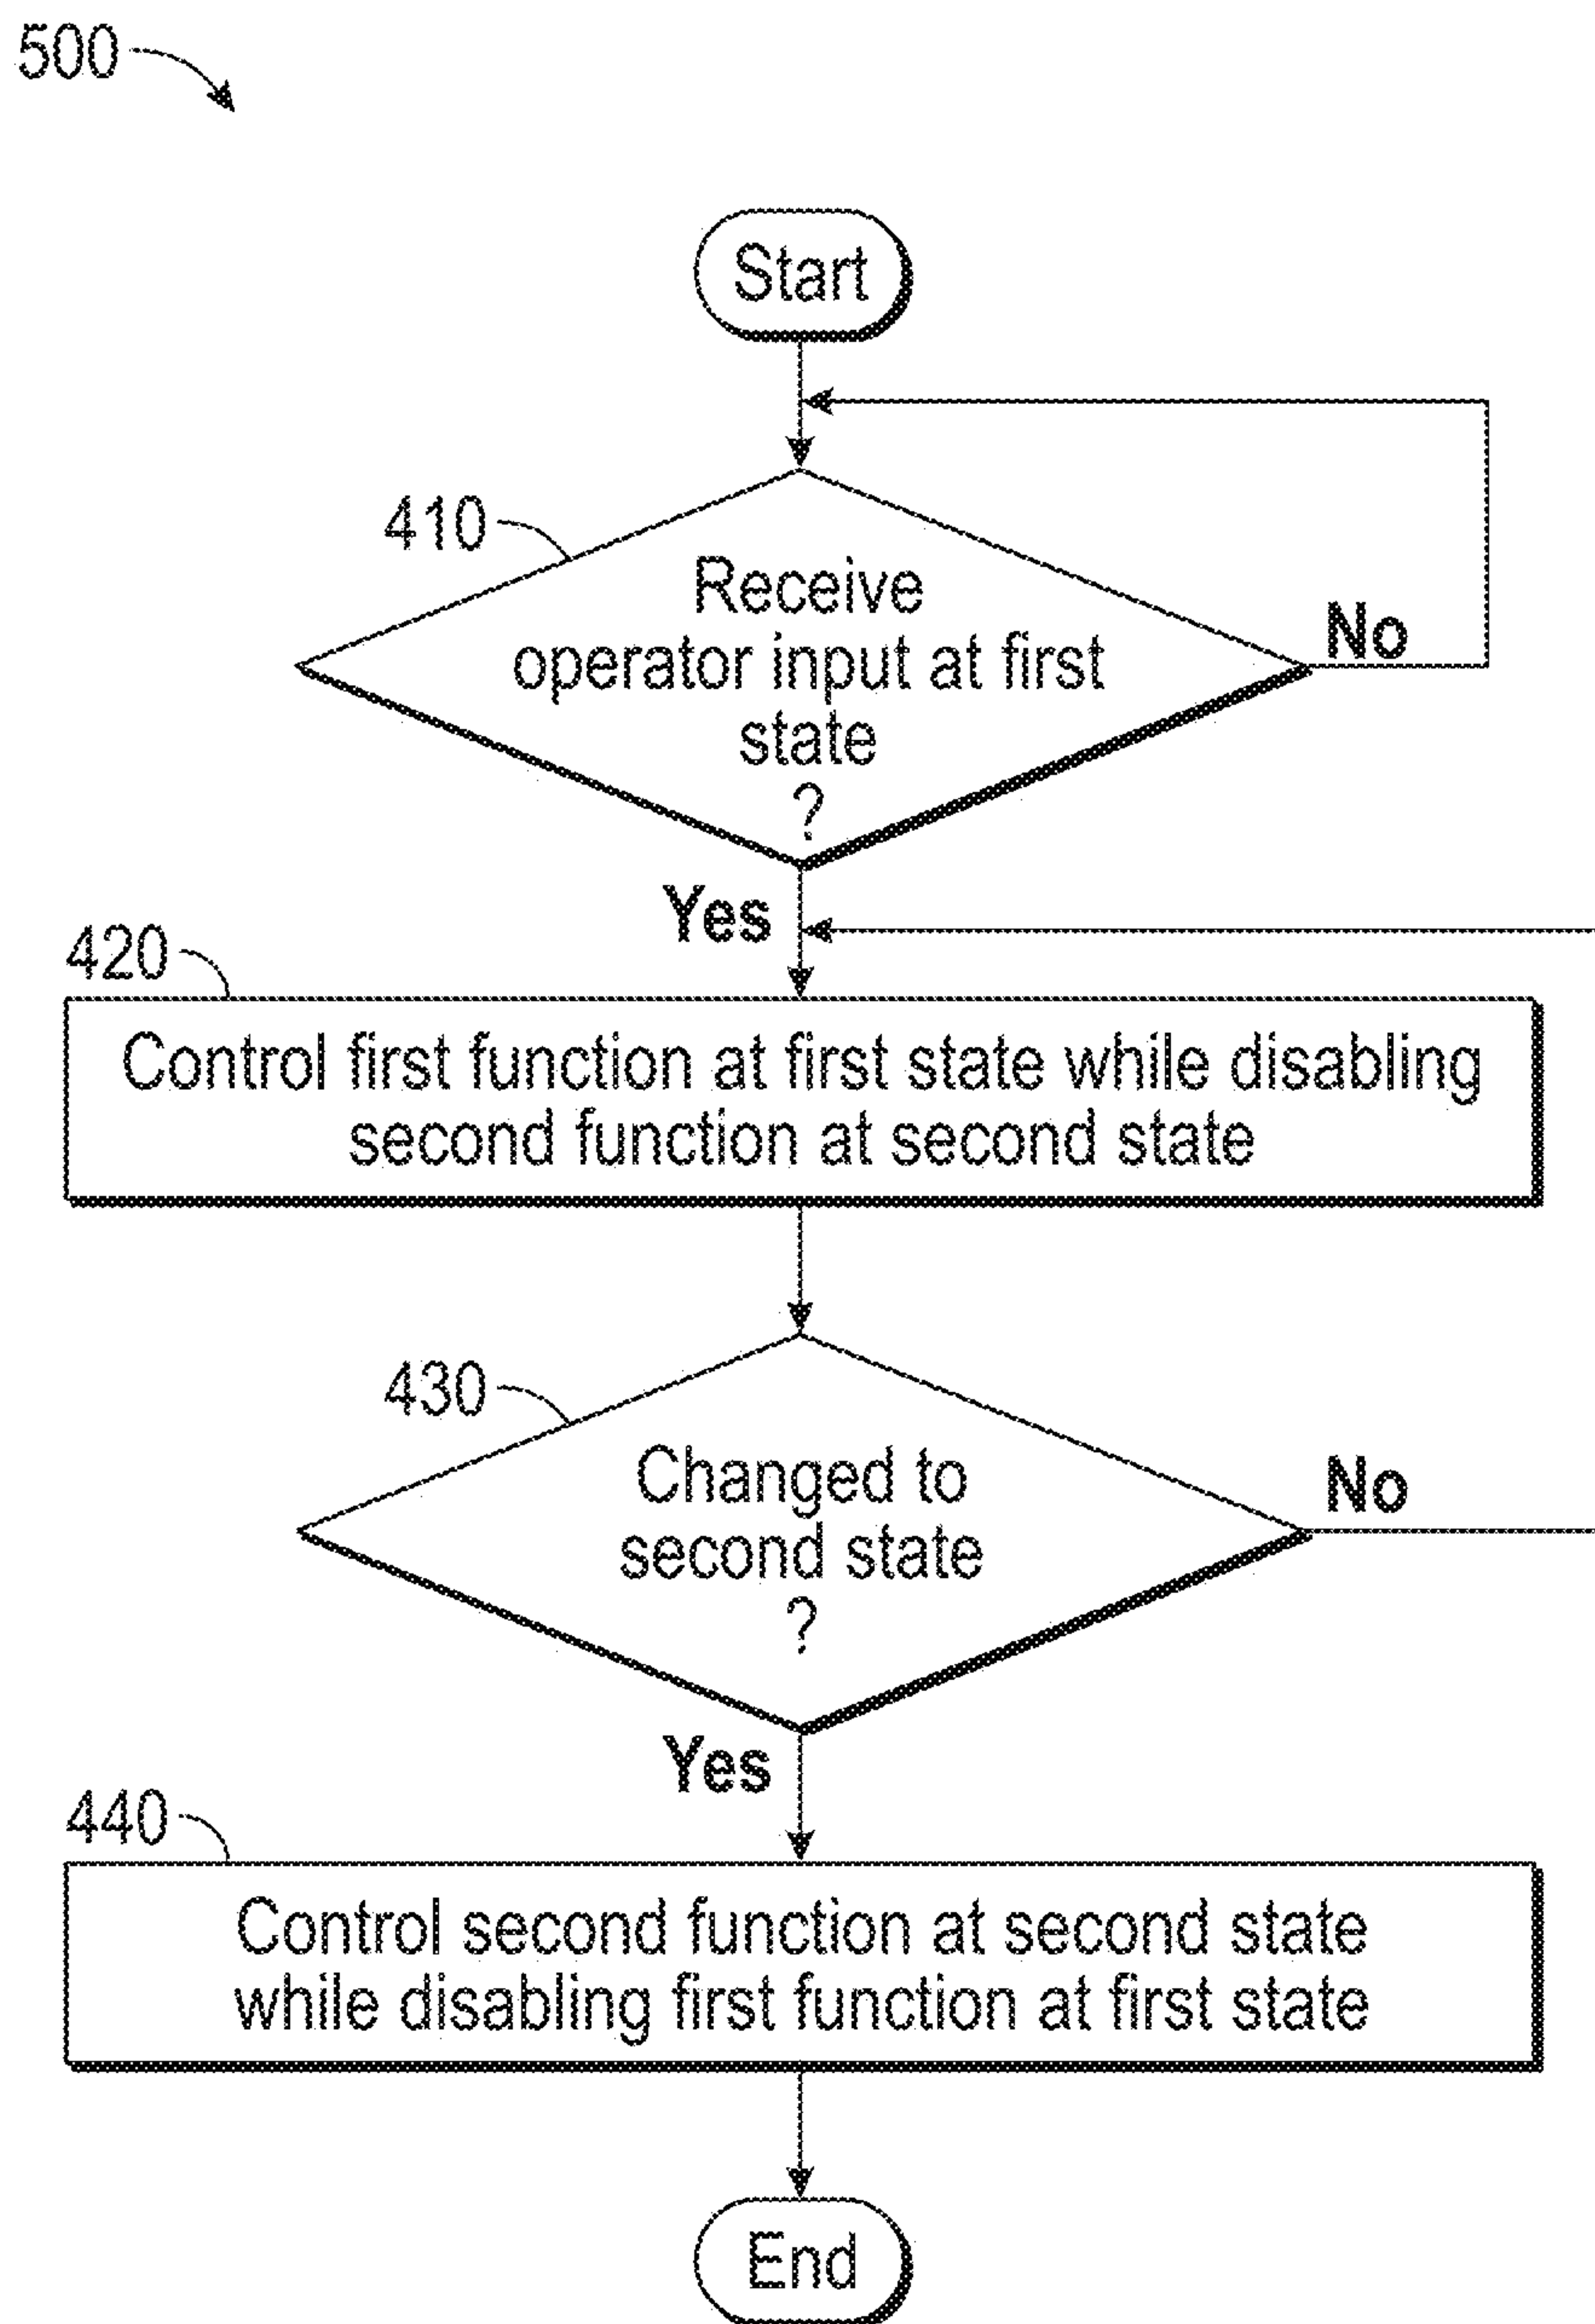 500
Start
410
Receive
operator input at first
state
?
No
Yes
420
Control first function at first state while disabling
second function at second state
430
Changed to
second state
?
No
Yes
440
Control second function at second state
while disabling first function at first state
End